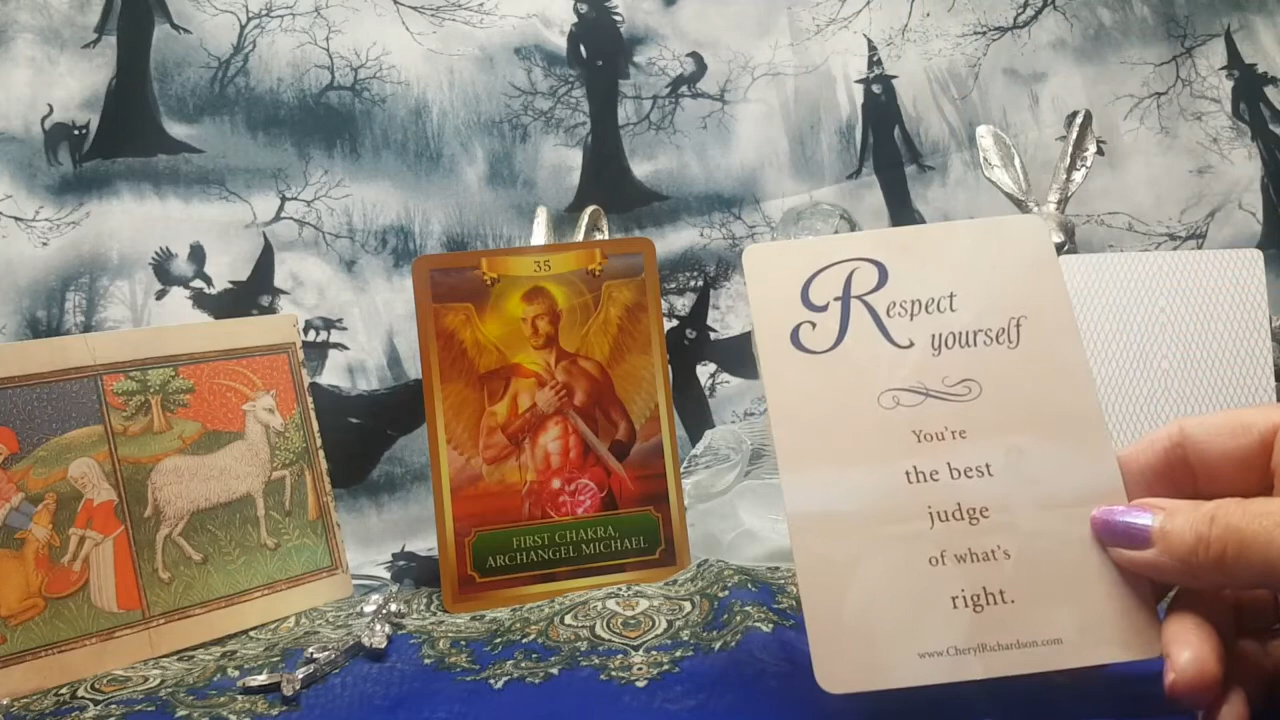 35
FIRST CHAKRA,
ARCHANGEL MICHAEL
Respect
yourself
You're
the best
judge
of what's
right.
www.CherylRichardson.com